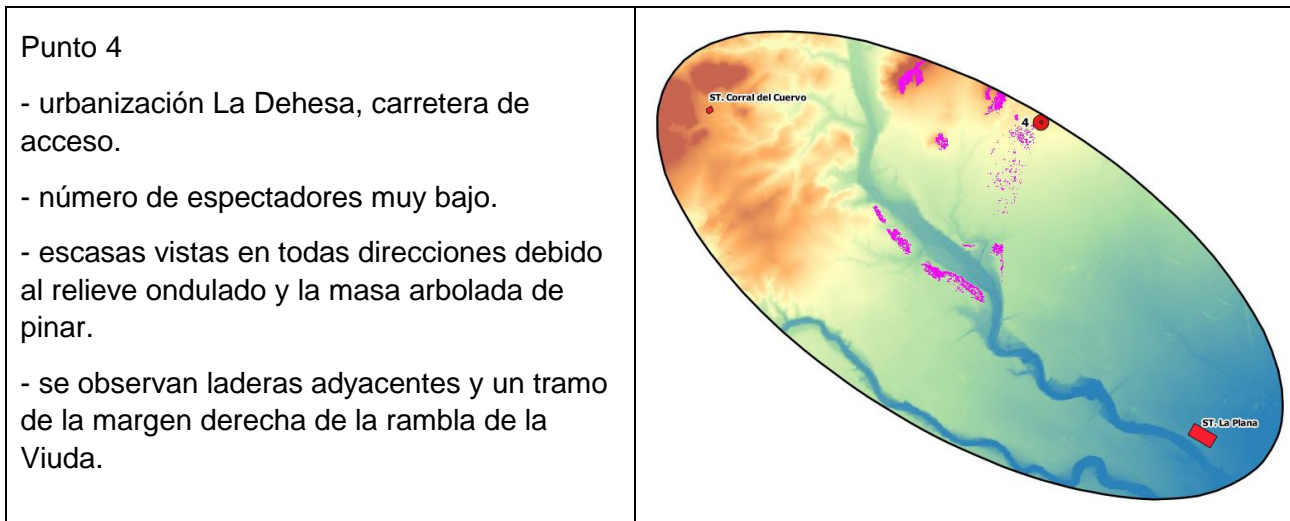 Punto 4
- urbanización La Dehesa, carretera de
acceso.
- número de espectadores muy bajo.
- escasas vistas en todas direcciones debido
al relieve ondulado y la masa arbolada de
pinar.
- se observan laderas adyacentes y un tramo
de la margen derecha de la rambla de la
Viuda.
ST. Corral del Cuervo
4
ST. La Plana